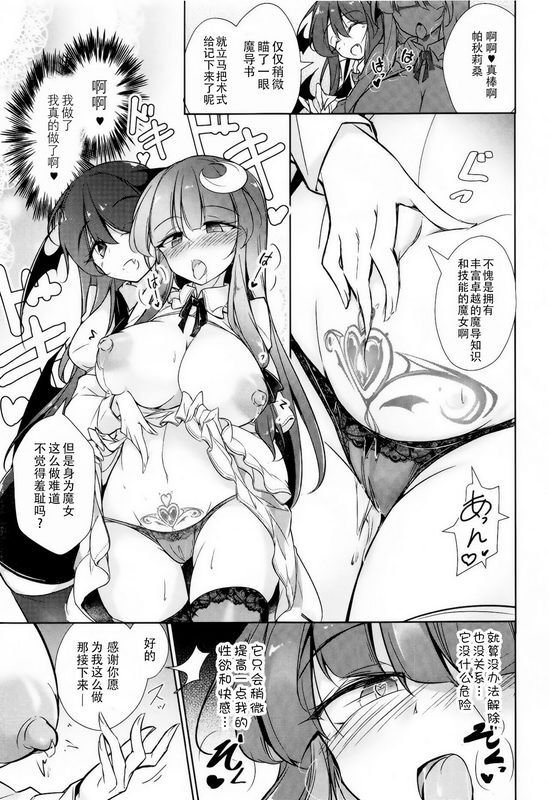 啊啊♥真棒啊
帕秋莉桑
仅仅稍微
瞄了一眼
魔导书
就立马把术式
给记下来了呢
啊啊♥
我做了
我真的做了啊♥
不愧是拥有
丰富卓越的魔导知识
和技能的魔女啊
但是身为魔女
这么做难道
不觉得羞耻吗?
あっん♡
就算没办法解除
也没关系…
它没什么危险
它只会稍微
提高一点我的
性欲和快感…
好的
感谢你愿
为我这么做
那接下来—